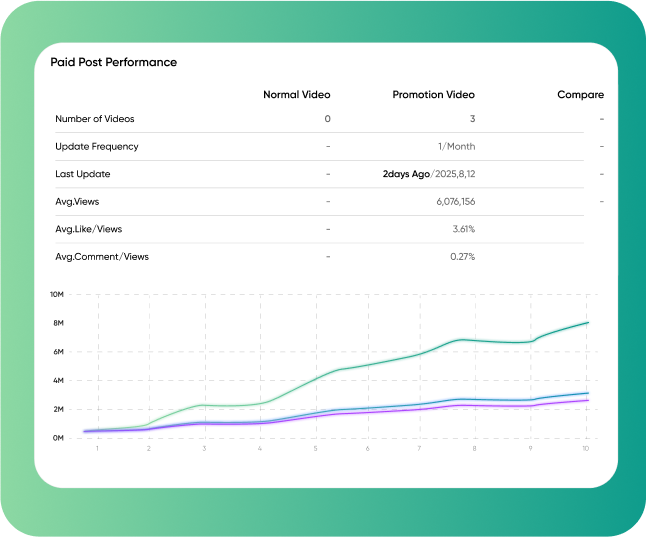 Paid Post Performance
Normal Video Promotion Video Compare
Number of Videos 0 3 -
Update Frequency - 1/Month -
Last Update - 2days Ago/2025,8,12 -
Avg.Views - 6,076,156 -
Avg.Like/Views - 3.61%
Avg.Comment/Views - 0.27%
10M
8M
6M
4M
2M
0M
1 2 3 4 5 6 7 8 9 10